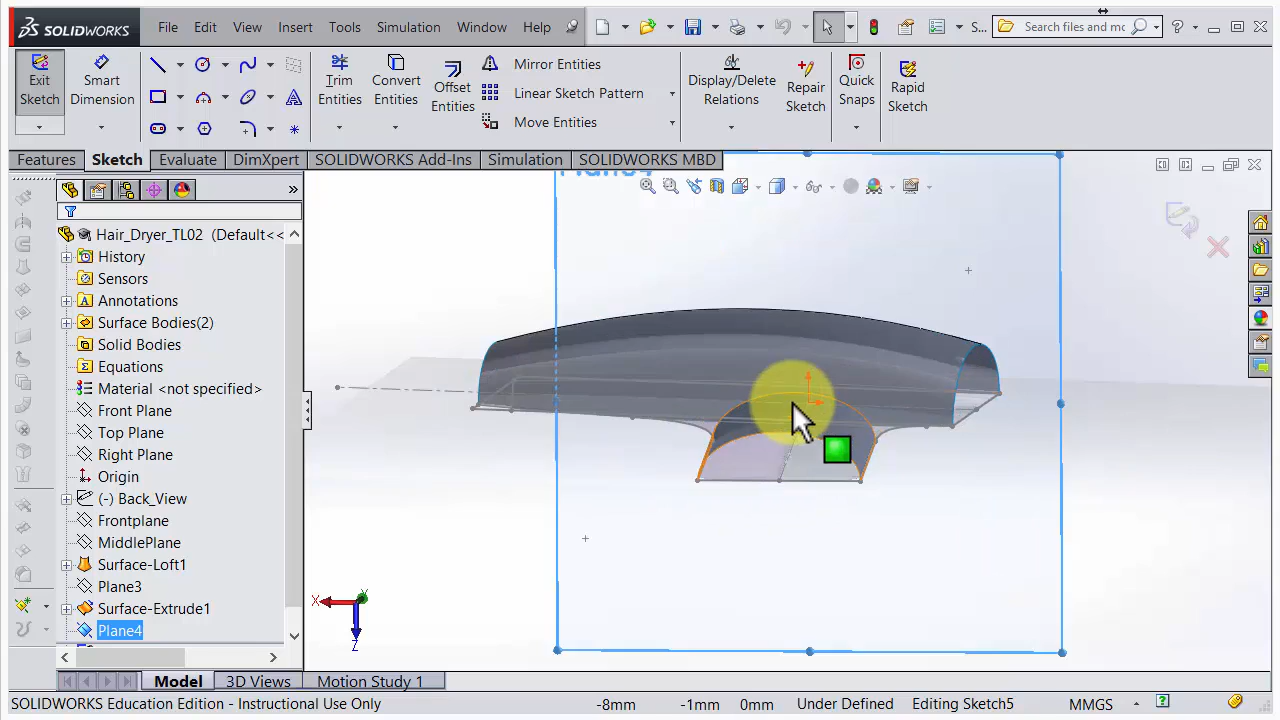 SOLIDWORKS File Edit View Insert Tools Simulation Window Help S... Search files and mo
Exit Sketch
Smart Dimension
Trim Entities
Convert Entities
Offset Entities
Mirror Entities
Linear Sketch Pattern
Move Entities
Display/Delete Relations
Repair Sketch
Quick Snaps
Rapid Sketch
Features Sketch Evaluate DimXpert SOLIDWORKS Add-Ins Simulation SOLIDWORKS MBD
Hair_Dryer_TL02 (Default<<
History
Sensors
Annotations
Surface Bodies(2)
Solid Bodies
Equations
Material <not specified>
Front Plane
Top Plane
Right Plane
Origin
(-) Back_View
Frontplane
MiddlePlane
Surface-Loft1
Plane3
Surface-Extrude1
Plane4
X Y
Z
Model 3D Views Motion Study 1
SOLIDWORKS Education Edition - Instructional Use Only -8mm -1mm 0mm Under Defined Editing Sketch5 MMGS